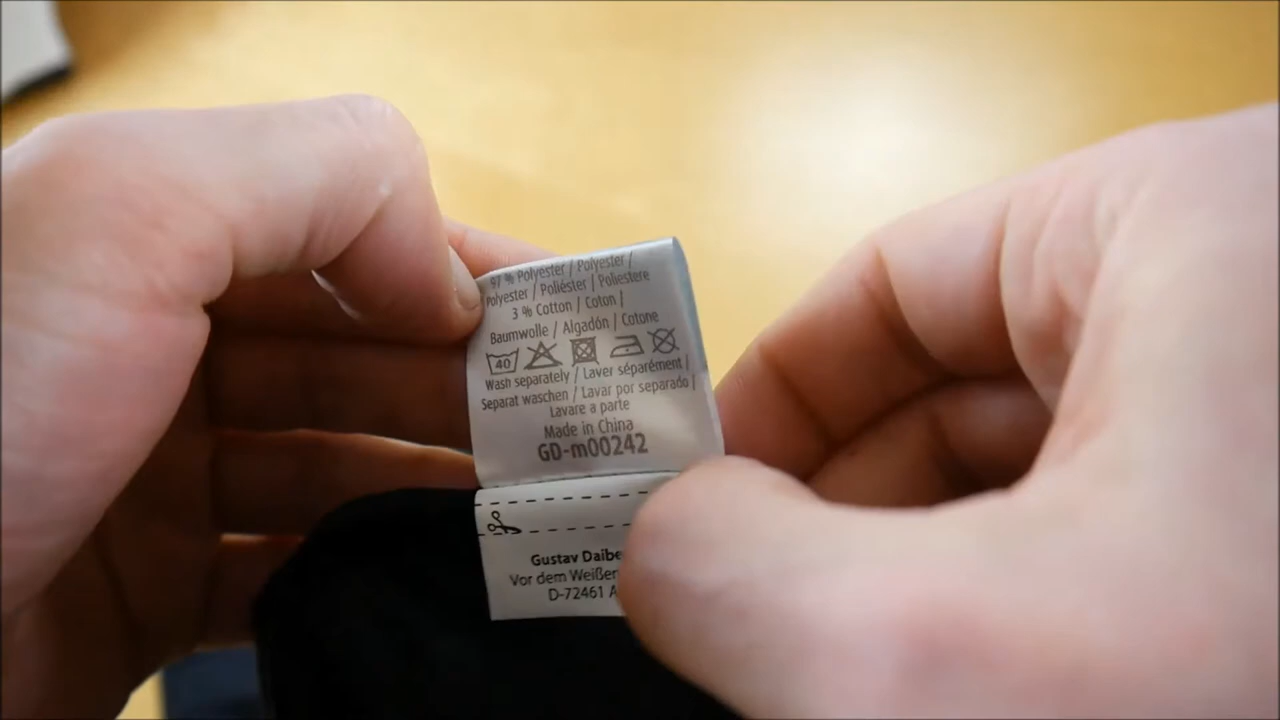 97 % Polyester / Polyester /
Polyester / Poliéster / Poliestere
3 % Cotton / Coton /
Baumwolle / Algodón / Cotone
40
Wash separately / Laver séparément /
Separat waschen / Lavar por separado /
Lavare a parte
Made in China
GD-m00242
Gustav Daibe
Vor dem Weißen
D-72461 A